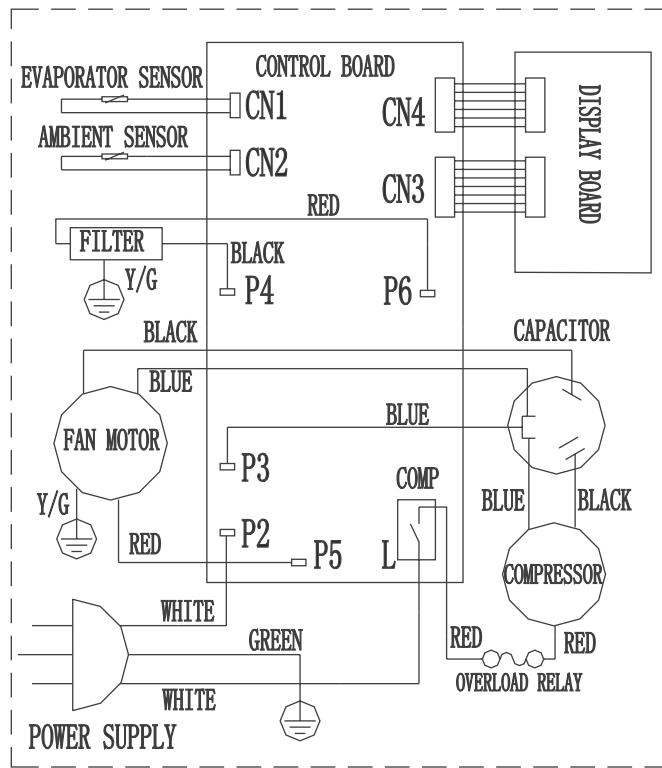 CONTROL BOARD
EVAPORATOR SENSOR
CN1
CN4
DISPLAY BOARD
AMBIENT SENSOR
CN2
CN3
RED
FILTER
BLACK
Y/G
P4
P6
BLACK
CAPACITOR
BLUE
BLUE
FAN MOTOR
P3
COMP
Y/G
BLUE
BLACK
P2
RED
P5
L
COMPRESSOR
WHITE
GREEN
RED
RED
WHITE
OVERLOAD RELAY
POWER SUPPLY